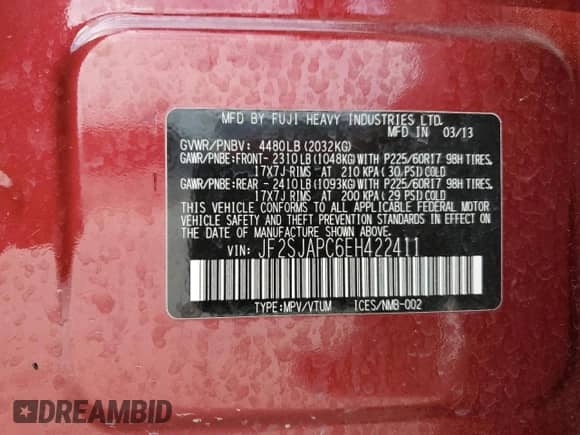 MFD BY FUJI HEAVY INDUSTRIES LTD.
MFD IN 03/13
GVWR/PNBV: 4480LB (2032KG)
GAWR/PNBE:FRONT- 2310LB (1048KG)WITH P225/60R17 98H TIRES,
17X7J RIMS AT 210 KPA( 30 PSI)COLD
GAWR/PNBE:REAR - 2410LB (1093KG)WITH P225/60R17 98H TIRES,
17X7J RIMS AT 200 KPA( 29 PSI)COLD
THIS VEHICLE CONFORMS TO ALL APPLICABLE FEDERAL MOTOR
VEHICLE SAFETY AND THEFT PREVENTION STANDARDS IN EFFECT ON
THE DATE OF MANUFACTURE SHOWN ABOVE.
VIN: JF2SJAPC6EH422411
TYPE:MPV/VTUM ICES/NMB-002
DREAMBID